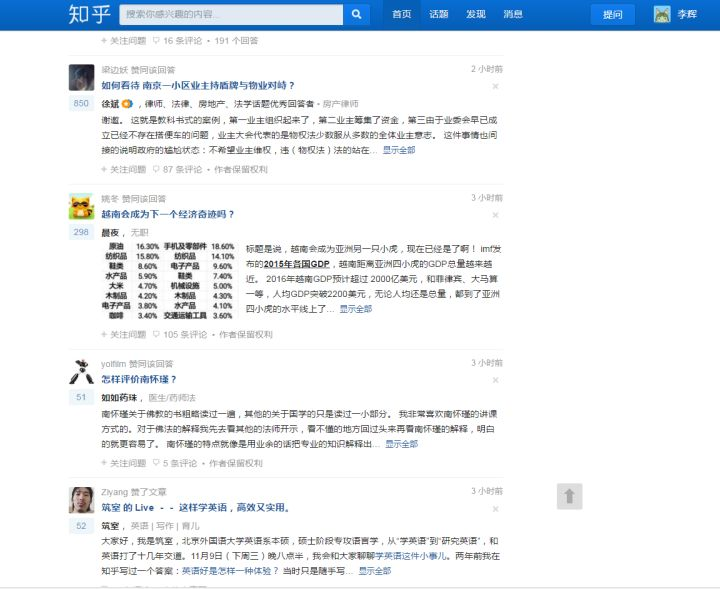 知乎 搜索你感兴趣的内容... 首页 话题 发现 消息 提问 李辉
+ 关注问题 16 条评论 • 191 个回答
梁边妖 赞同该回答 2 小时前
如何看待 南京一小区业主持盾牌与物业对峙？ ×
850 徐斌 ，律师、法律、房地产、法学话题优秀回答者 • 房产律师
谢邀。 这就是教科书式的案例，第一业主组织起来了，第二业主筹集了资金，第三由于业委会早已成
立已经不存在搭便车的问题，业主大会代表的是物权法少数服从多数的全体业主意志。 这件事情也间
接的说明政府的尴尬状态：不希望业主维权，违（物权法）法的站在... 显示全部
+ 关注问题 87 条评论 • 作者保留权利
姚冬 赞同该回答 3 小时前
越南会成为下一个经济奇迹吗？ ×
298 晨夜，无职
原油 16.30% 手机及零部件 18.60%
纺织品 15.80% 纺织品 14.10%
鞋类 8.60% 电子产品 9.60%
水产品 5.90% 鞋类 7.40%
大米 4.70% 机械设施 5.00%
木制品 4.20% 木制品 4.30%
电子产品 3.80% 水产品 4.10%
咖啡 3.40% 交通运输工具 3.60%
标题是说，越南会成为亚洲另一只小虎，现在已经是了啊！ imf发
布的2015年各国GDP，越南距离亚洲四小虎的GDP总量越来越
近。 2016年越南GDP预计超过 2000亿美元，和菲律宾、大马算
一等，人均GDP突破2200美元，无论人均还是总量，都到了亚洲
四小虎的水平线上了... 显示全部
+ 关注问题 105 条评论 • 作者保留权利
yolfilm 赞同该回答 3 小时前
怎样评价南怀瑾？ ×
51 如如药珠，医生/药师法
南怀瑾关于佛教的书粗略读过一遍，其他的关于国学的只是读过一小部分。 我非常喜欢南怀瑾的讲课
方式的。对于佛法的解释我先去看其他的法师开示，看不懂的地方回过头来再看南怀瑾的解释，明白
的就更容易了。 南怀瑾的特点就像是用业余的话把专业的知识解释出... 显示全部
+ 关注问题 5 条评论 • 作者保留权利
Ziyang 赞了文章 3 小时前
筑室 的 Live - - 这样学英语，高效又实用。 ×
52 筑室，英语 | 写作 | 育儿
大家好，我是筑室，北京外国语大学英语系本硕，硕士阶段专攻语言学，从“学英语”到“研究英语”，和
英语打了十几年交道。11月9日（下周三）晚八点半，我会和大家聊聊学英语这件小事儿。两年前我在
知乎写过一个答案：英语好是怎样一种体验？ 当时只是随手写... 显示全部